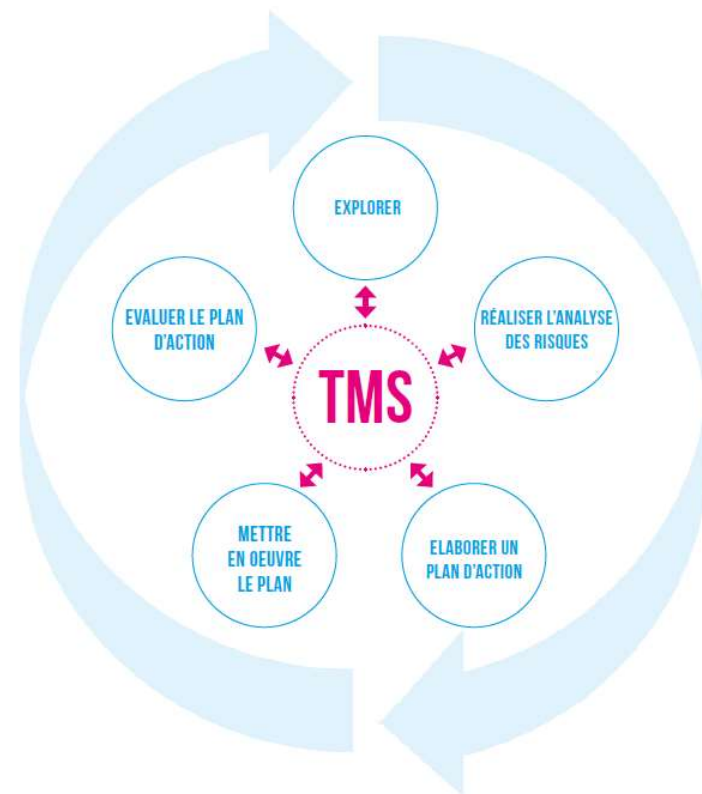 EXPLORER
RÉALISER L'ANALYSE
DES RISQUES
ELABORER UN
PLAN D'ACTION
METTRE
EN OEUVRE
LE PLAN
EVALUER LE PLAN
D'ACTION
TMS